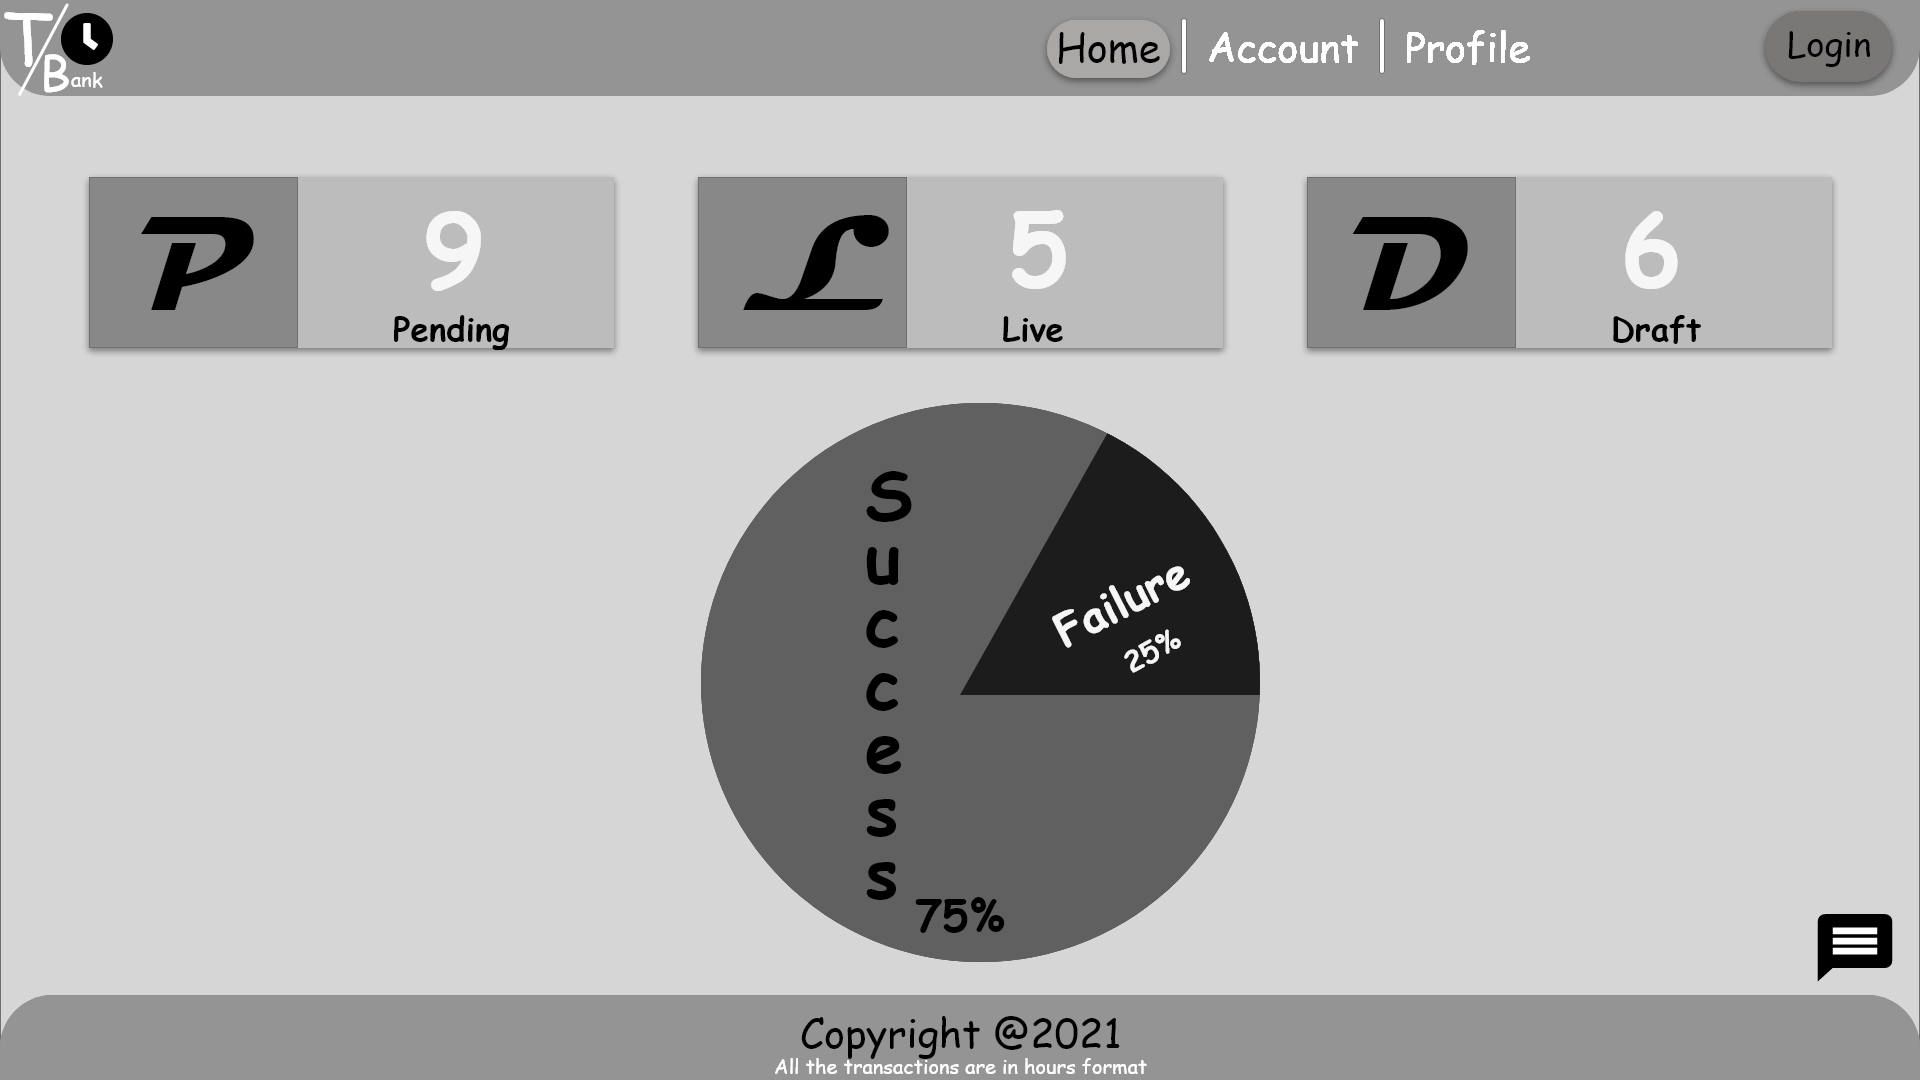 T/Bank
Home | Account | Profile
Login
P
9
Pending
L
5
Live
D
6
Draft
Success
75%
Failure
25%
Copyright @2021
All the transactions are in hours format